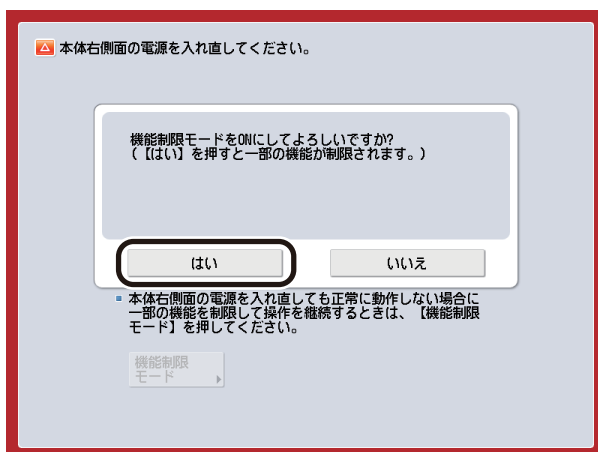 本体右側面の電源を入れ直してください。
機能制限モードをONにしてよろしいですか?
(【はい】を押すと一部の機能が制限されます。)
はい
いいえ
本体右側面の電源を入れ直しても正常に動作しない場合に
一部の機能を制限して操作を継続するときは、【機能制限
モード】を押してください。
機能制限
モード